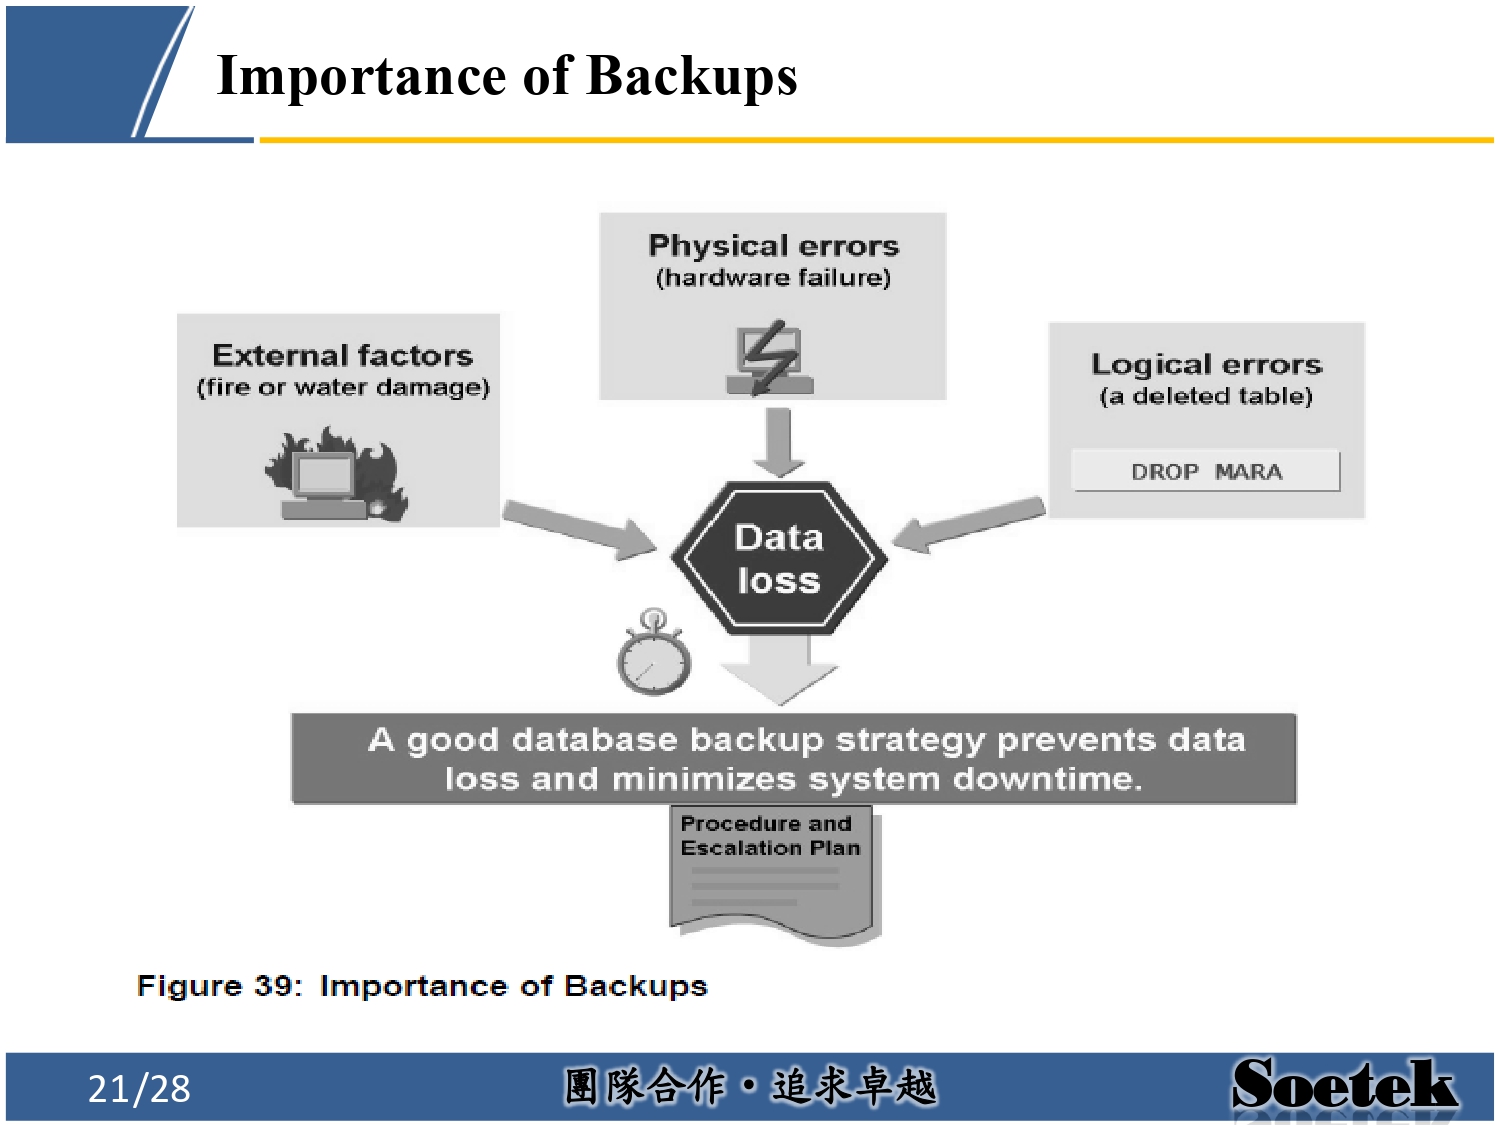 Importance of Backups
Physical errors
(hardware failure)
External factors
(fire or water damage)
Logical errors
(a deleted table)
DROP MARA
Data
loss
A good database backup strategy prevents data
loss and minimizes system downtime.
Procedure and
Escalation Plan
Figure 39: Importance of Backups
21/28
團隊合作·追求卓越
Soetek